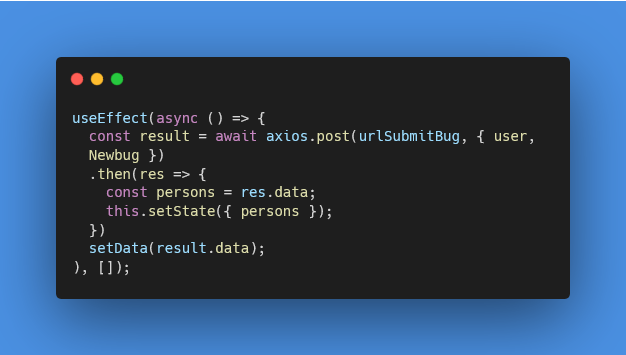 useEffect(async () => {
  const result = await axios.post(urlSubmitBug, { user,
  Newbug })
  .then(res => {
    const persons = res.data;
    this.setState({ persons });
  })
  setData(result.data);
), []);